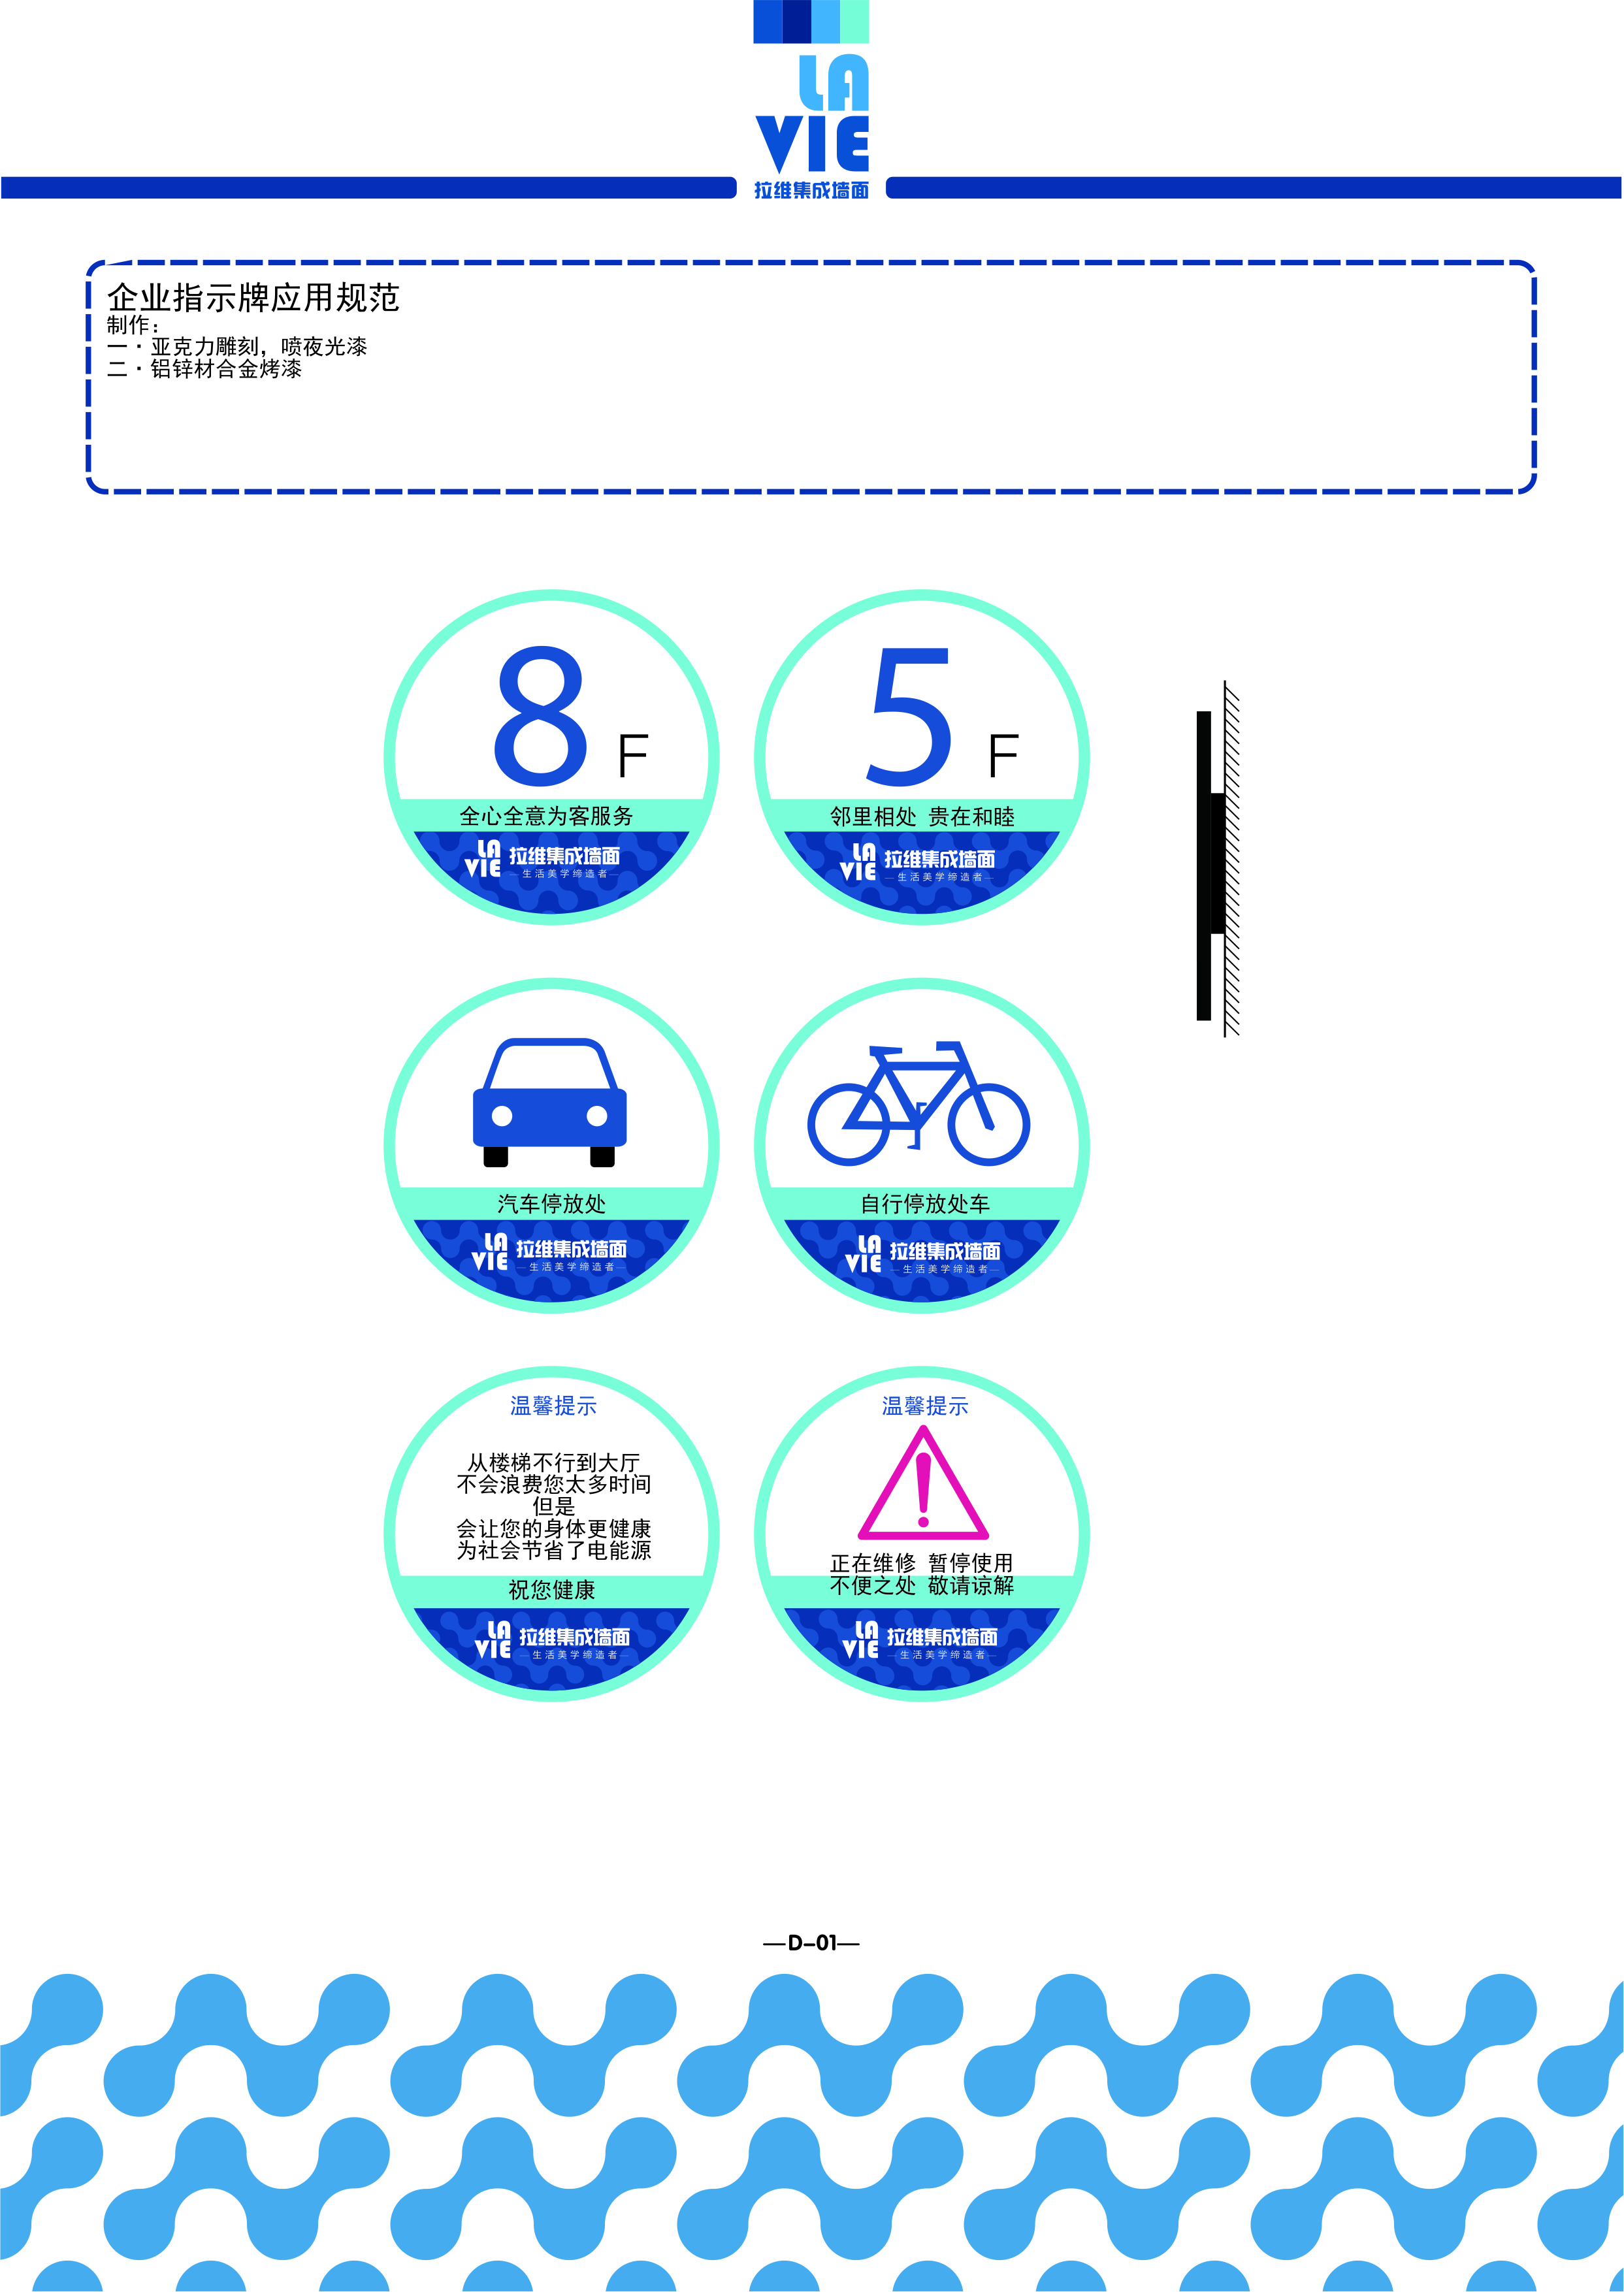 LA
VIE
拉维集成墙面
企业指示牌应用规范
制作：
一·亚克力雕刻，喷夜光漆
二·铝锌材合金烤漆
8 F
全心全意为客服务
LA
VIE
拉维集成墙面
—生活美学缔造者—
5 F
邻里相处 贵在和睦
LA
VIE
拉维集成墙面
—生活美学缔造者—
汽车停放处
LA
VIE
拉维集成墙面
—生活美学缔造者—
自行停放处车
LA
VIE
拉维集成墙面
—生活美学缔造者—
温馨提示
从楼梯不行到大厅
不会浪费您太多时间
但是
会让您的身体更健康
为社会节省了电能源
祝您健康
LA
VIE
拉维集成墙面
—生活美学缔造者—
温馨提示
正在维修 暂停使用
不便之处 敬请谅解
LA
VIE
拉维集成墙面
—生活美学缔造者—
—D-01—